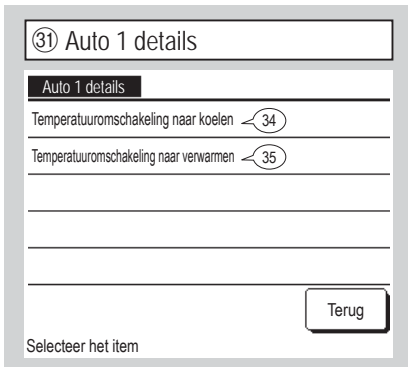 ㉛ Auto 1 details
Auto 1 details
Temperatuuromschakeling naar koelen 34
Temperatuuromschakeling naar verwarmen 35
Terug
Selecteer het item